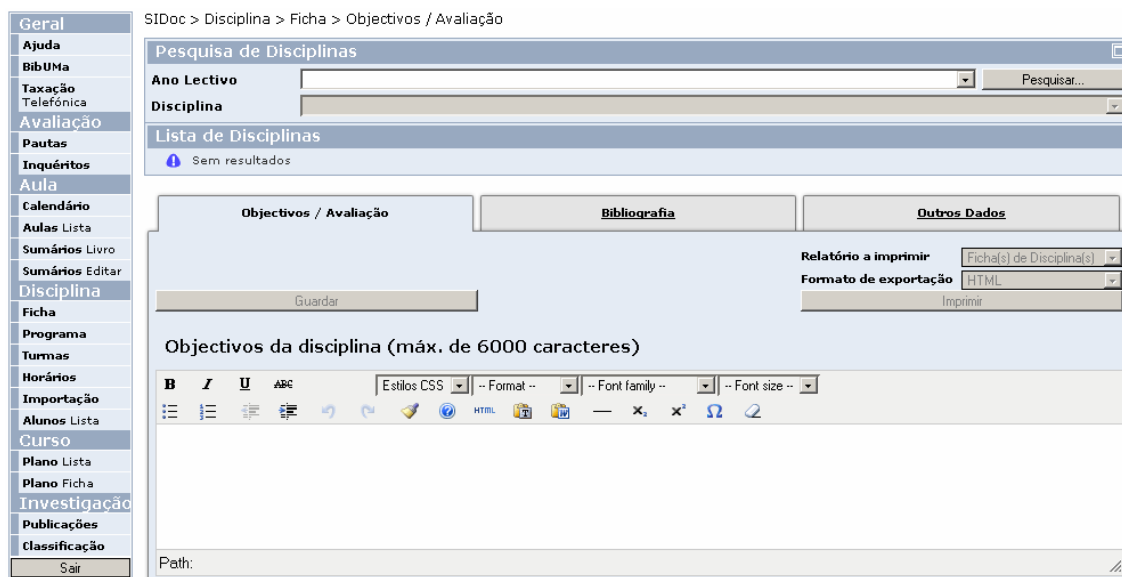 Geral
Ajuda
BibUMa
Taxação
Telefónica
Avaliação
Pautas
Inquéritos
Aula
Calendário
Aulas Lista
Sumários Livro
Sumários Editar
Disciplina
Ficha
Programa
Turmas
Horários
Importação
Alunos Lista
Curso
Plano Lista
Plano Ficha
Investigação
Publicações
Classificação
Sair
SIDoc > Disciplina > Ficha > Objectivos / Avaliação
Pesquisa de Disciplinas
Ano Lectivo Pesquisar...
Disciplina
Lista de Disciplinas
Sem resultados
Objectivos / Avaliação Bibliografia Outros Dados
Relatório a imprimir Ficha(s) de Disciplina(s)
Formato de exportação HTML
Guardar Imprimir
Objectivos da disciplina (máx. de 6000 caracteres)
B I U ABC Estilos CSS -- Format -- -- Font family -- -- Font size --
HTML T W — x₂ x² Ω
Path: